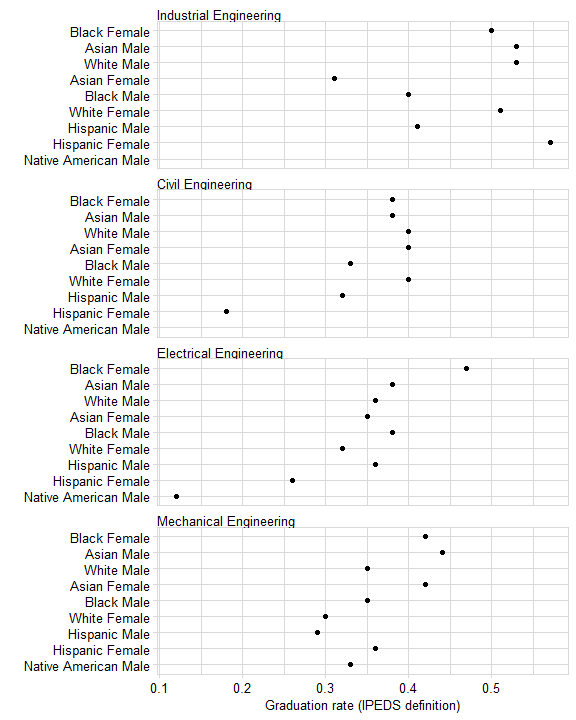 Industrial Engineering
Black Female
Asian Male
White Male
Asian Female
Black Male
White Female
Hispanic Male
Hispanic Female
Native American Male
Civil Engineering
Black Female
Asian Male
White Male
Asian Female
Black Male
White Female
Hispanic Male
Hispanic Female
Native American Male
Electrical Engineering
Black Female
Asian Male
White Male
Asian Female
Black Male
White Female
Hispanic Male
Hispanic Female
Native American Male
Mechanical Engineering
Black Female
Asian Male
White Male
Asian Female
Black Male
White Female
Hispanic Male
Hispanic Female
Native American Male
0.1 0.2 0.3 0.4 0.5
Graduation rate (IPEDS definition)